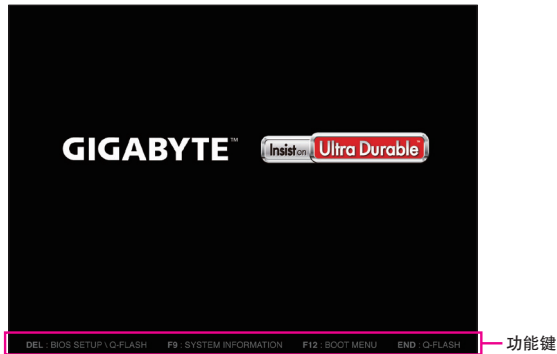 GIGABYTE™ Insist on Ultra Durable™
DEL : BIOS SETUP \ Q-FLASH F9 : SYSTEM INFORMATION F12 : BOOT MENU END : Q-FLASH 功能键